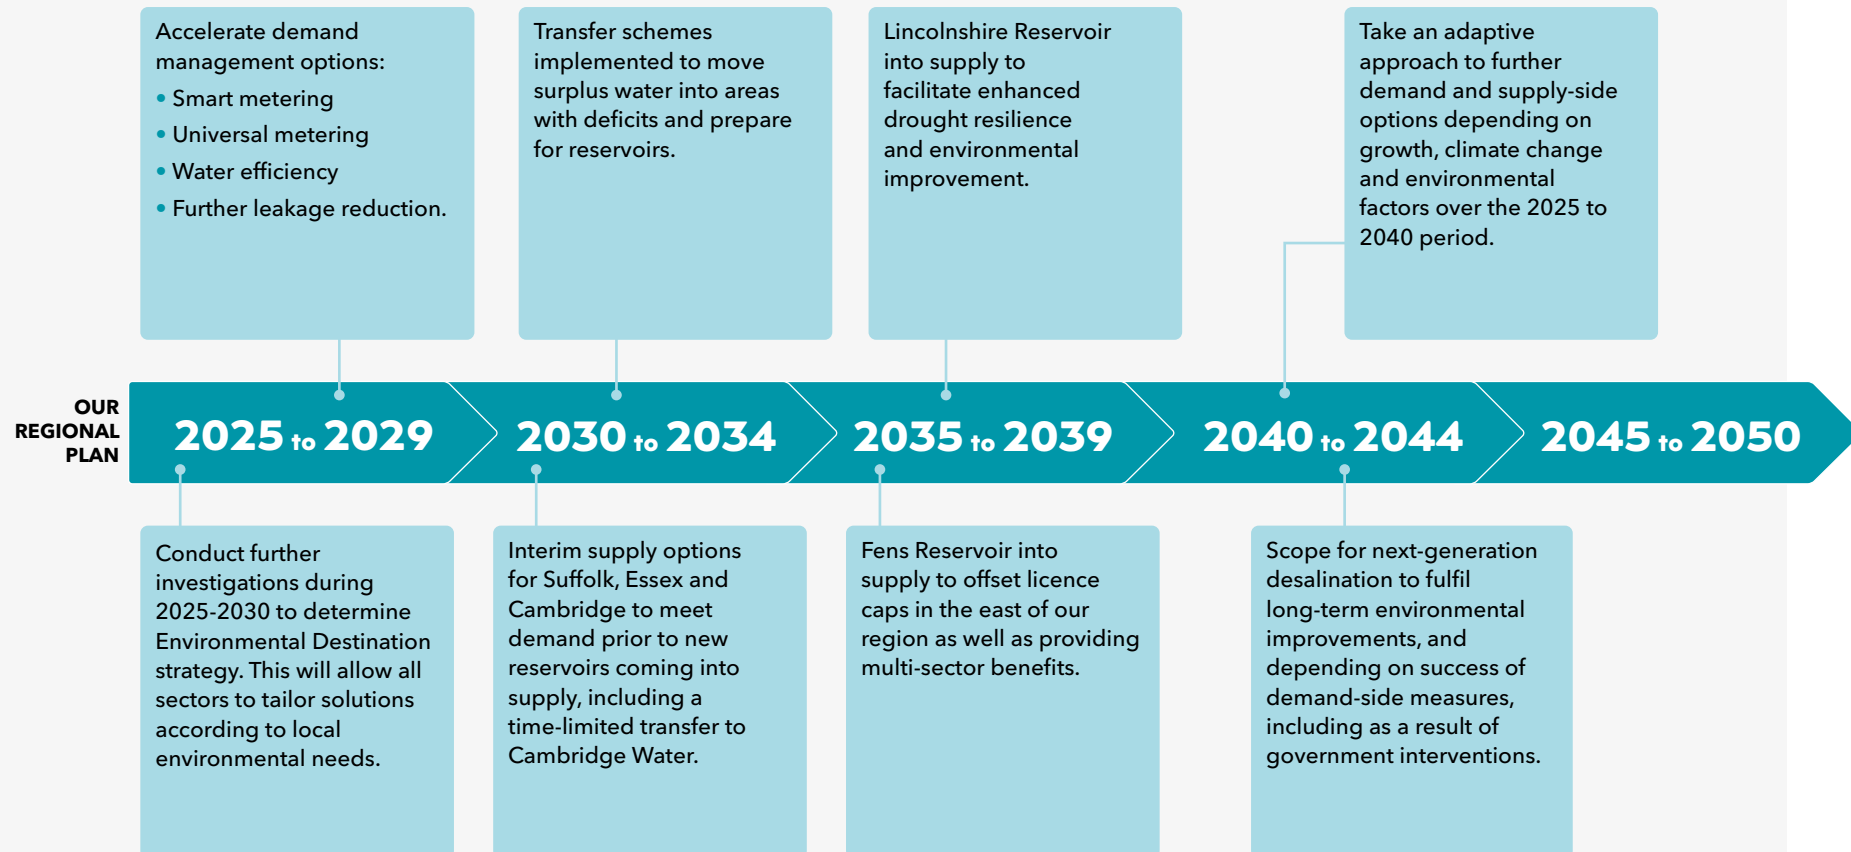 Accelerate demand
management options:
• Smart metering
• Universal metering
• Water efficiency
• Further leakage reduction.
Transfer schemes
implemented to move
surplus water into areas
with deficits and prepare
for reservoirs.
Lincolnshire Reservoir
into supply to
facilitate enhanced
drought resilience
and environmental
improvement.
Take an adaptive
approach to further
demand and supply-side
options depending on
growth, climate change
and environmental
factors over the 2025 to
2040 period.
OUR
REGIONAL
PLAN
2025 to 2029
2030 to 2034
2035 to 2039
2040 to 2044
2045 to 2050
Conduct further
investigations during
2025-2030 to determine
Environmental Destination
strategy. This will allow all
sectors to tailor solutions
according to local
environmental needs.
Interim supply options
for Suffolk, Essex and
Cambridge to meet
demand prior to new
reservoirs coming into
supply, including a
time-limited transfer to
Cambridge Water.
Fens Reservoir into
supply to offset licence
caps in the east of our
region as well as providing
multi-sector benefits.
Scope for next-generation
desalination to fulfil
long-term environmental
improvements, and
depending on success of
demand-side measures,
including as a result of
government interventions.